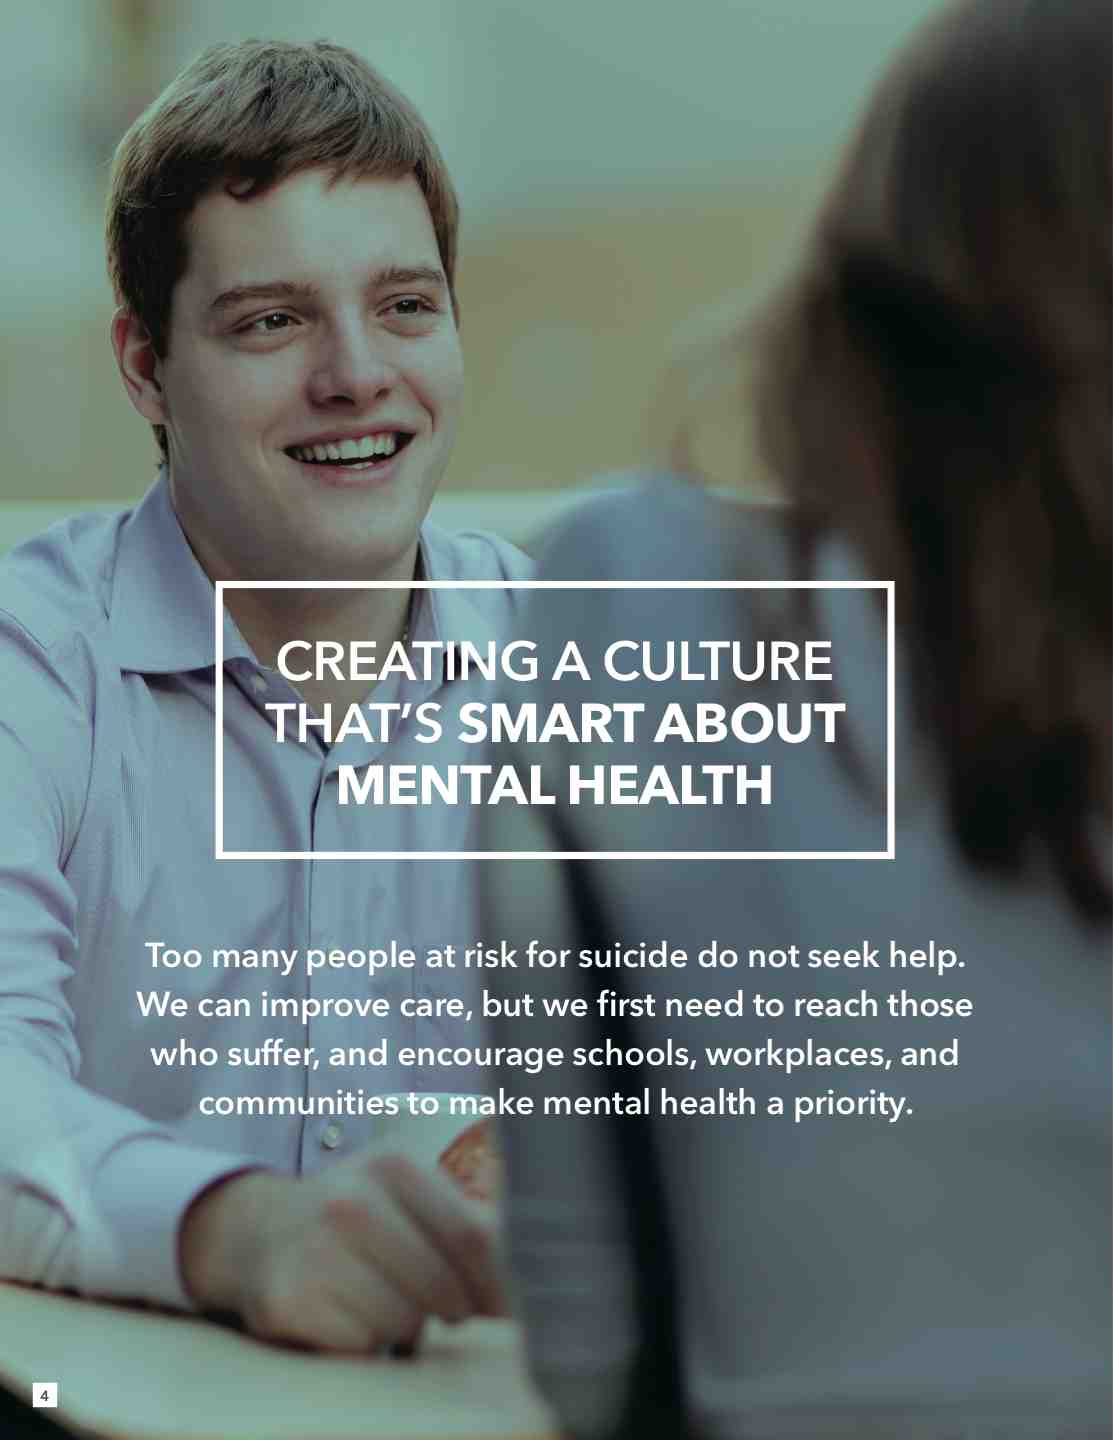 CREATING A CULTURE
THAT’S SMART ABOUT
MENTAL HEALTH
Too many people at risk for suicide do not seek help.
We can improve care, but we first need to reach those
who suffer, and encourage schools, workplaces, and
communities to make mental health a priority.
4